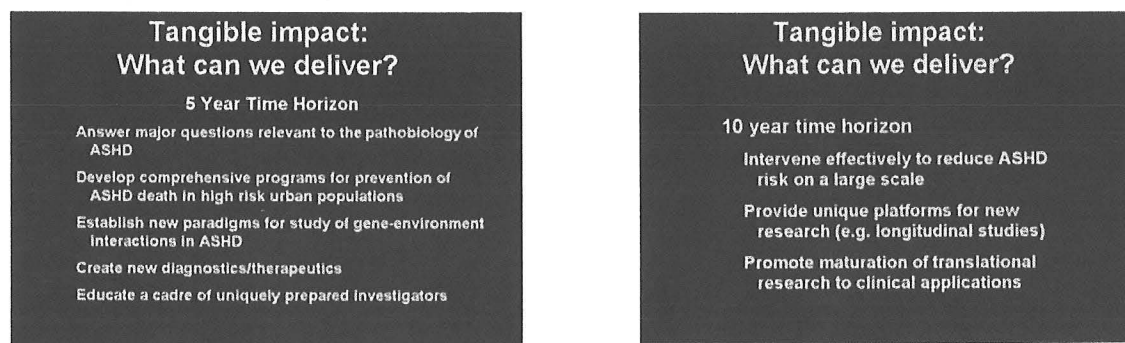 Tangible impact:
What can we deliver?
5 Year Time Horizon
Answer major questions relevant to the pathobiology of
ASHD
Develop comprehensive programs for prevention of
ASHD death in high risk urban populations
Establish new paradigms for study of gene-environment
interactions in ASHD
Create new diagnostics/therapeutics
Educate a cadre of uniquely prepared investigators
Tangible impact:
What can we deliver?
10 year time horizon
Intervene effectively to reduce ASHD
risk on a large scale
Provide unique platforms for new
research (e.g. longitudinal studies)
Promote maturation of translational
research to clinical applications